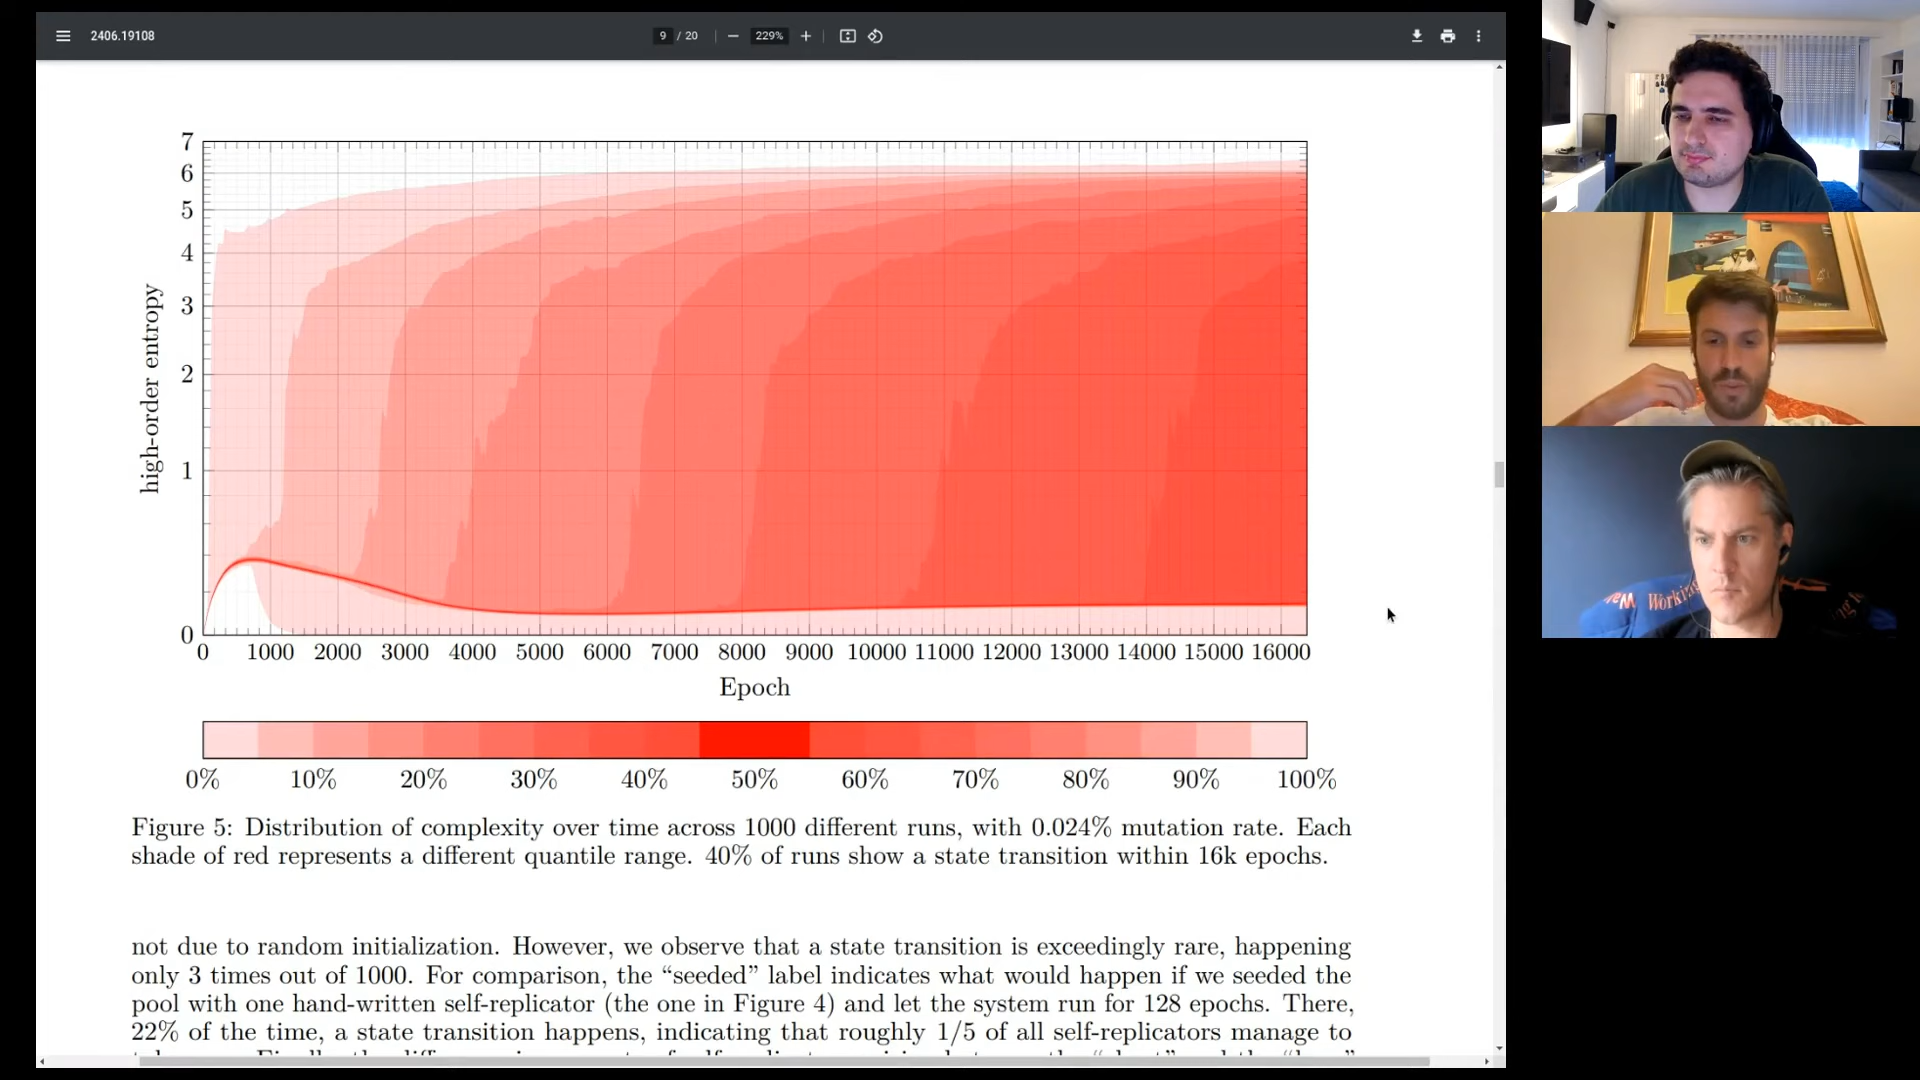 2406.19108
9 / 20
229%
7
6
5
4
3
2
1
0
high-order entropy
0 1000 2000 3000 4000 5000 6000 7000 8000 9000 10000 11000 12000 13000 14000 15000 16000
Epoch
0% 10% 20% 30% 40% 50% 60% 70% 80% 90% 100%
Figure 5: Distribution of complexity over time across 1000 different runs, with 0.024% mutation rate. Each
shade of red represents a different quantile range. 40% of runs show a state transition within 16k epochs.
not due to random initialization. However, we observe that a state transition is exceedingly rare, happening
only 3 times out of 1000. For comparison, the “seeded” label indicates what would happen if we seeded the
pool with one hand-written self-replicator (the one in Figure 4) and let the system run for 128 epochs. There,
22% of the time, a state transition happens, indicating that roughly 1/5 of all self-replicators manage to
Working